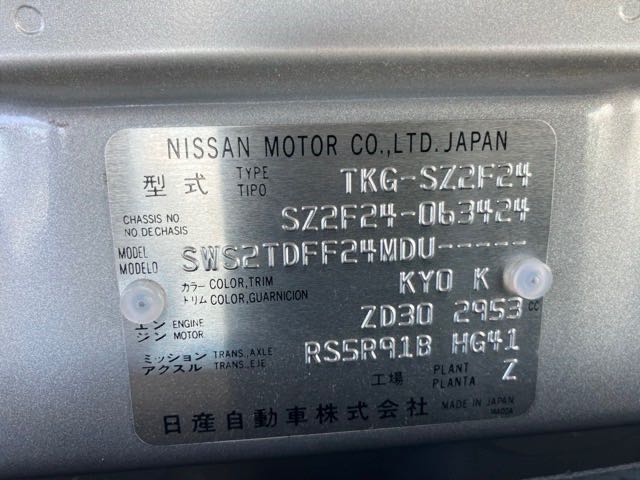 NISSAN MOTOR CO.,LTD. JAPAN
型式 TYPE TIPO TKG-SZ2F24
CHASSIS NO NO DE CHASIS SZ2F24-063424
MODEL MODELO SWS2TDFF24MDU-----
カラー トリム COLOR, TRIM COLOR, GUARNICION KY0 K
エンジン ENGINE MOTOR ZD30 2953 CC
ミッション アクスル TRANS., AXLE TRANS., EJE RS5R91B HG41
工場 PLANT PLANTA Z
日産自動車株式会社 MADE IN JAPAN